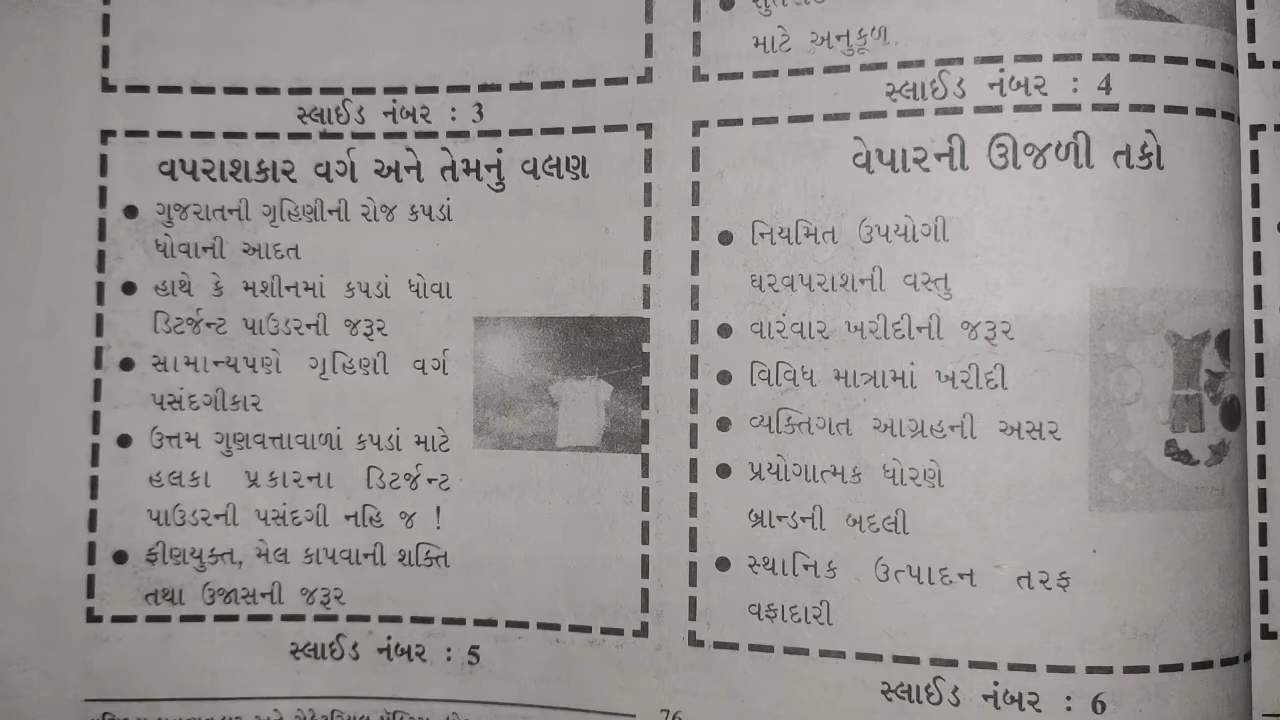 માટે અનુકૂળ.
સ્લાઈડ નંબર : 3
સ્લાઈડ નંબર : 4
વપરાશકાર વર્ગ અને તેમનું વલણ
● ગુજરાતની ગૃહિણીની રોજ કપડાં
ધોવાની આદત
● હાથે કે મશીનમાં કપડાં ધોવા
ડિટર્જન્ટ પાઉડરની જરૂર
● સામાન્યપણે ગૃહિણી વર્ગ
પસંદગીકાર
● ઉત્તમ ગુણવત્તાવાળાં કપડાં માટે
હલકા પ્રકારના ડિટર્જન્ટ
પાઉડરની પસંદગી નહિ જ !
● ફીણયુક્ત, મેલ કાપવાની શક્તિ
તથા ઉજાસની જરૂર
સ્લાઈડ નંબર : 5
વેપારની ઊજળી તકો
● નિયમિત ઉપયોગી
ઘરવપરાશની વસ્તુ
● વારંવાર ખરીદીની જરૂર
● વિવિધ માત્રામાં ખરીદી
● વ્યક્તિગત આગ્રહની અસર
● પ્રયોગાત્મક ધોરણે
બ્રાન્ડની બદલી
● સ્થાનિક ઉત્પાદન તરફ
વફાદારી
સ્લાઈડ નંબર : 6
76